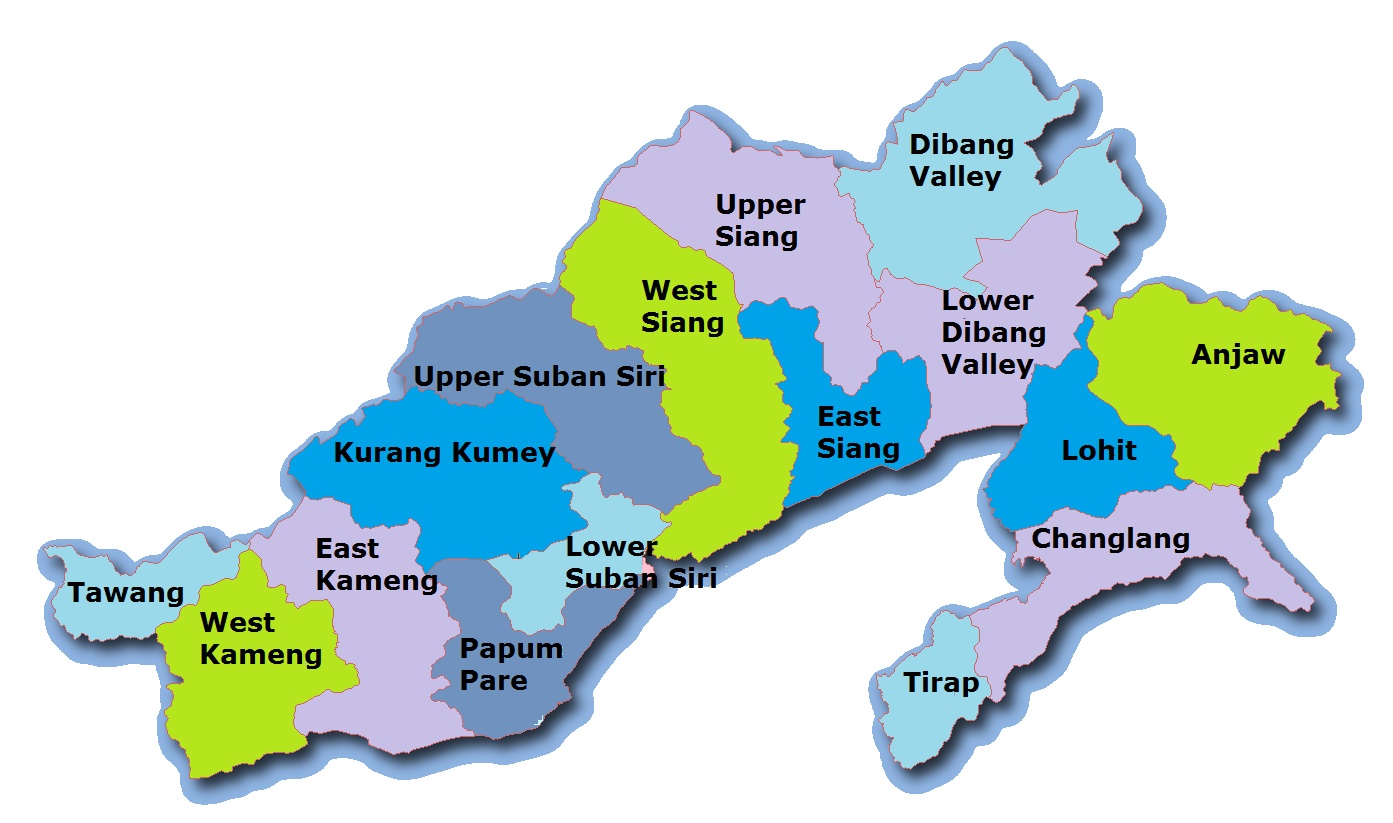 Dibang
Valley
Upper
Siang
West
Siang
Lower
Dibang
Valley
Anjaw
Upper Suban Siri
East
Siang
Kurang Kumey
Lohit
East
Kameng
Lower
Suban Siri
Changlang
Tawang
West
Kameng
Papum
Pare
Tirap